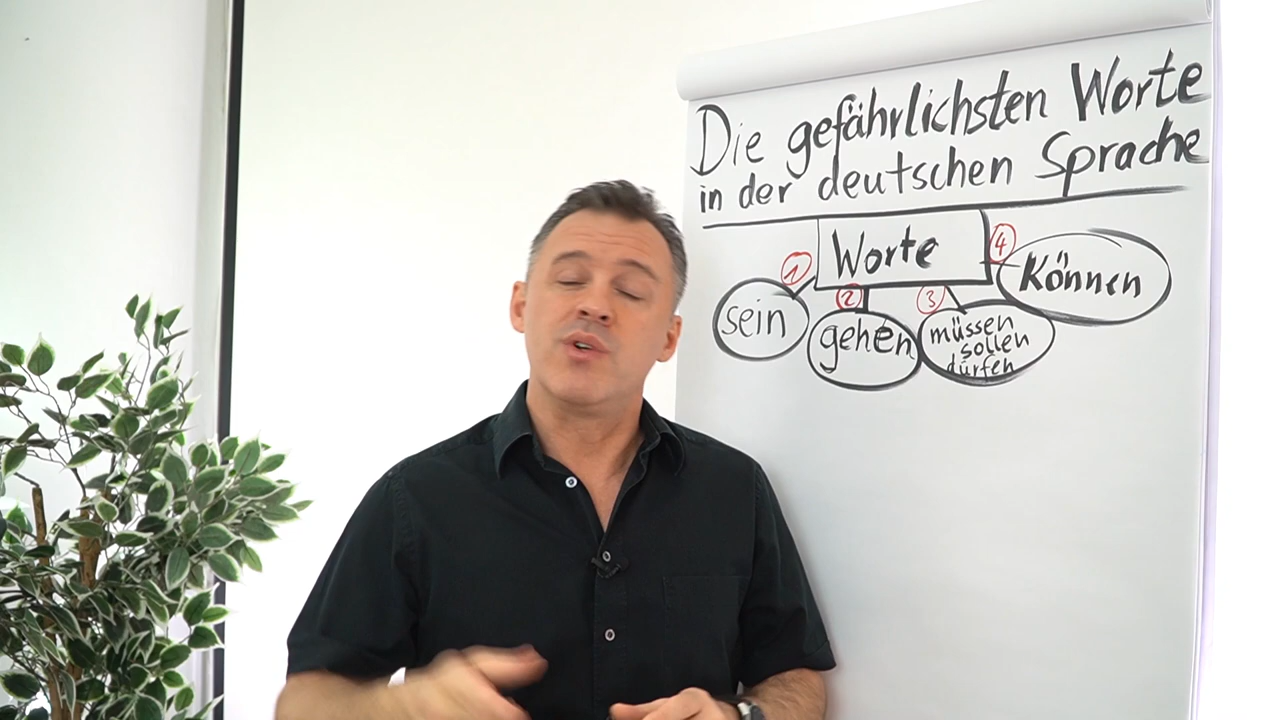 Die gefährlichsten Worte
in der deutschen Sprache
Worte
1
sein
2
gehen
3
müssen
sollen
dürfen
4
Können